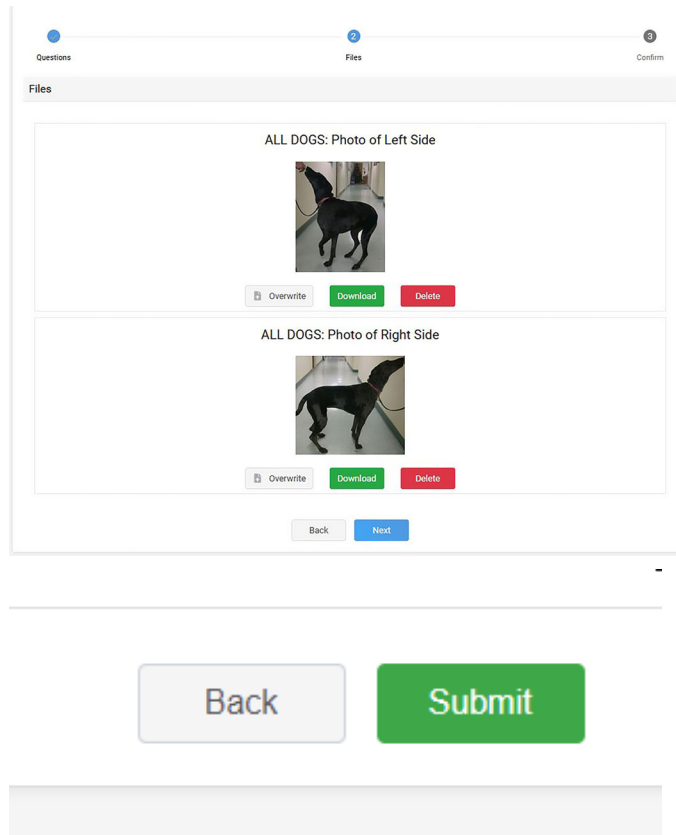 2
3
Questions
Files
Confirm
Files
ALL DOGS: Photo of Left Side
Overwrite
Download
Delete
ALL DOGS: Photo of Right Side
Overwrite
Download
Delete
Back
Next
Back
Submit